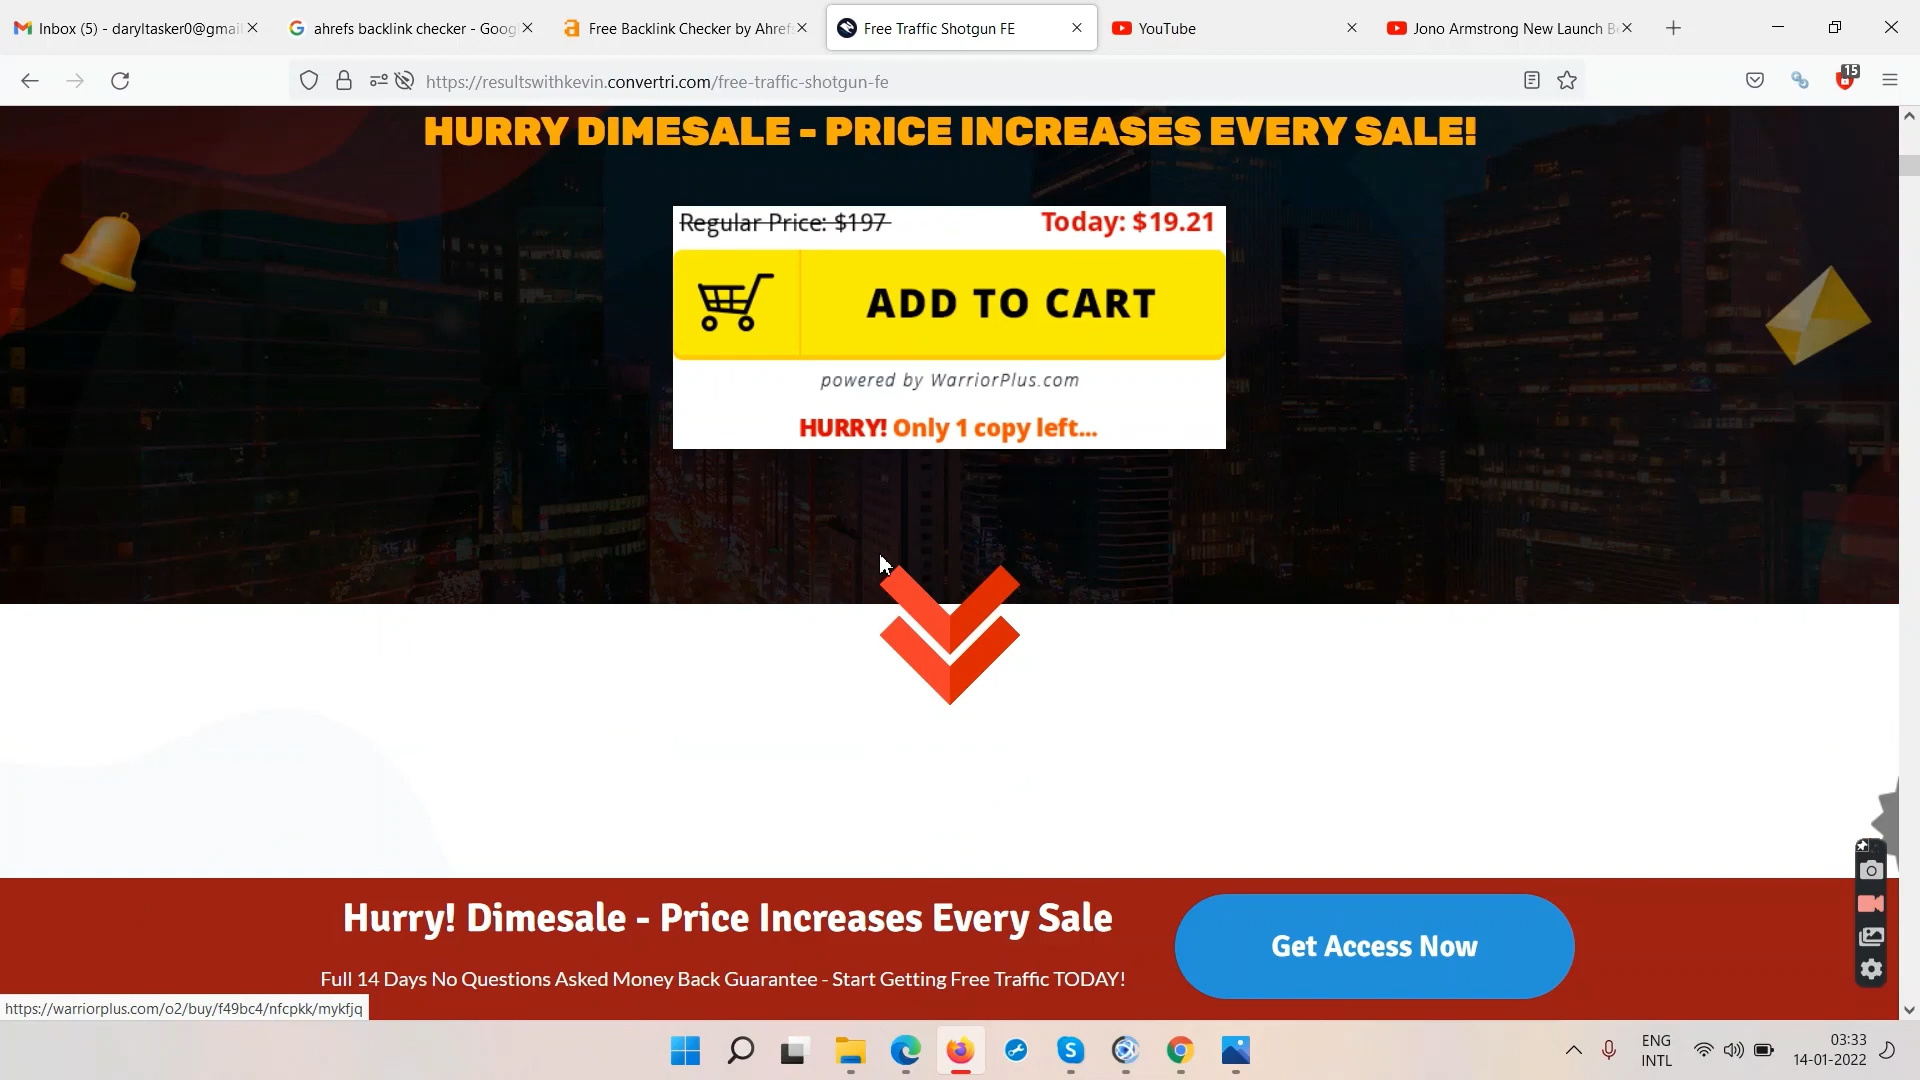 Inbox (5) - daryltasker0@gmai
ahrefs backlink checker - Goog
Free Backlink Checker by Ahrefs
Free Traffic Shotgun FE
YouTube
Jono Armstrong New Launch B
https://resultswithkevin.convertri.com/free-traffic-shotgun-fe
15
HURRY DIMESALE - PRICE INCREASES EVERY SALE!
Regular Price: $197
Today: $19.21
ADD TO CART
powered by WarriorPlus.com
HURRY! Only 1 copy left...
Hurry! Dimesale - Price Increases Every Sale
Get Access Now
Full 14 Days No Questions Asked Money Back Guarantee - Start Getting Free Traffic TODAY!
https://warriorplus.com/o2/buy/f49bc4/nfcpkk/mykfjq
ENG
INTL
03:33
14-01-2022